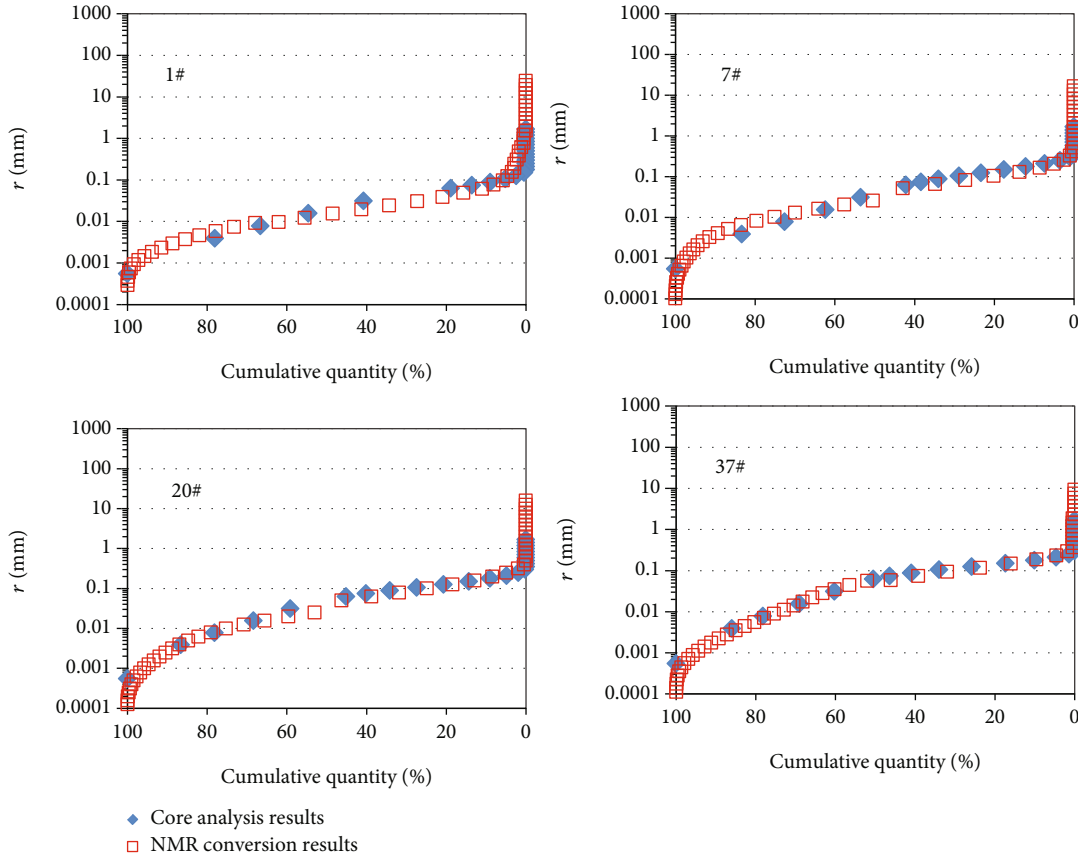 1000
100
10
1
0.1
0.01
0.001
0.0001
r (mm)
1#
100 80 60 40 20 0
Cumulative quantity (%)
1000
100
10
1
0.1
0.01
0.001
0.0001
r (mm)
7#
100 80 60 40 20 0
Cumulative quantity (%)
1000
100
10
1
0.1
0.01
0.001
0.0001
r (mm)
20#
100 80 60 40 20 0
Cumulative quantity (%)
1000
100
10
1
0.1
0.01
0.001
0.0001
r (mm)
37#
100 80 60 40 20 0
Cumulative quantity (%)
Core analysis results
NMR conversion results